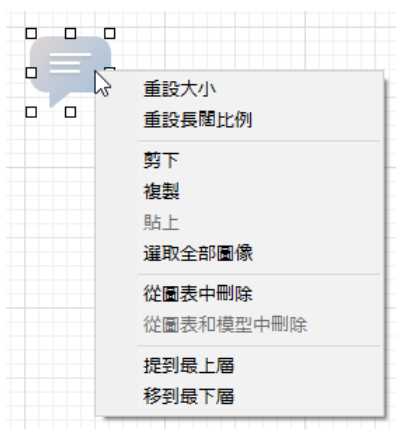 重設大小
重設長闊比例
剪下
複製
貼上
選取全部圖像
從圖表中刪除
從圖表和模型中刪除
提到最上層
移到最下層